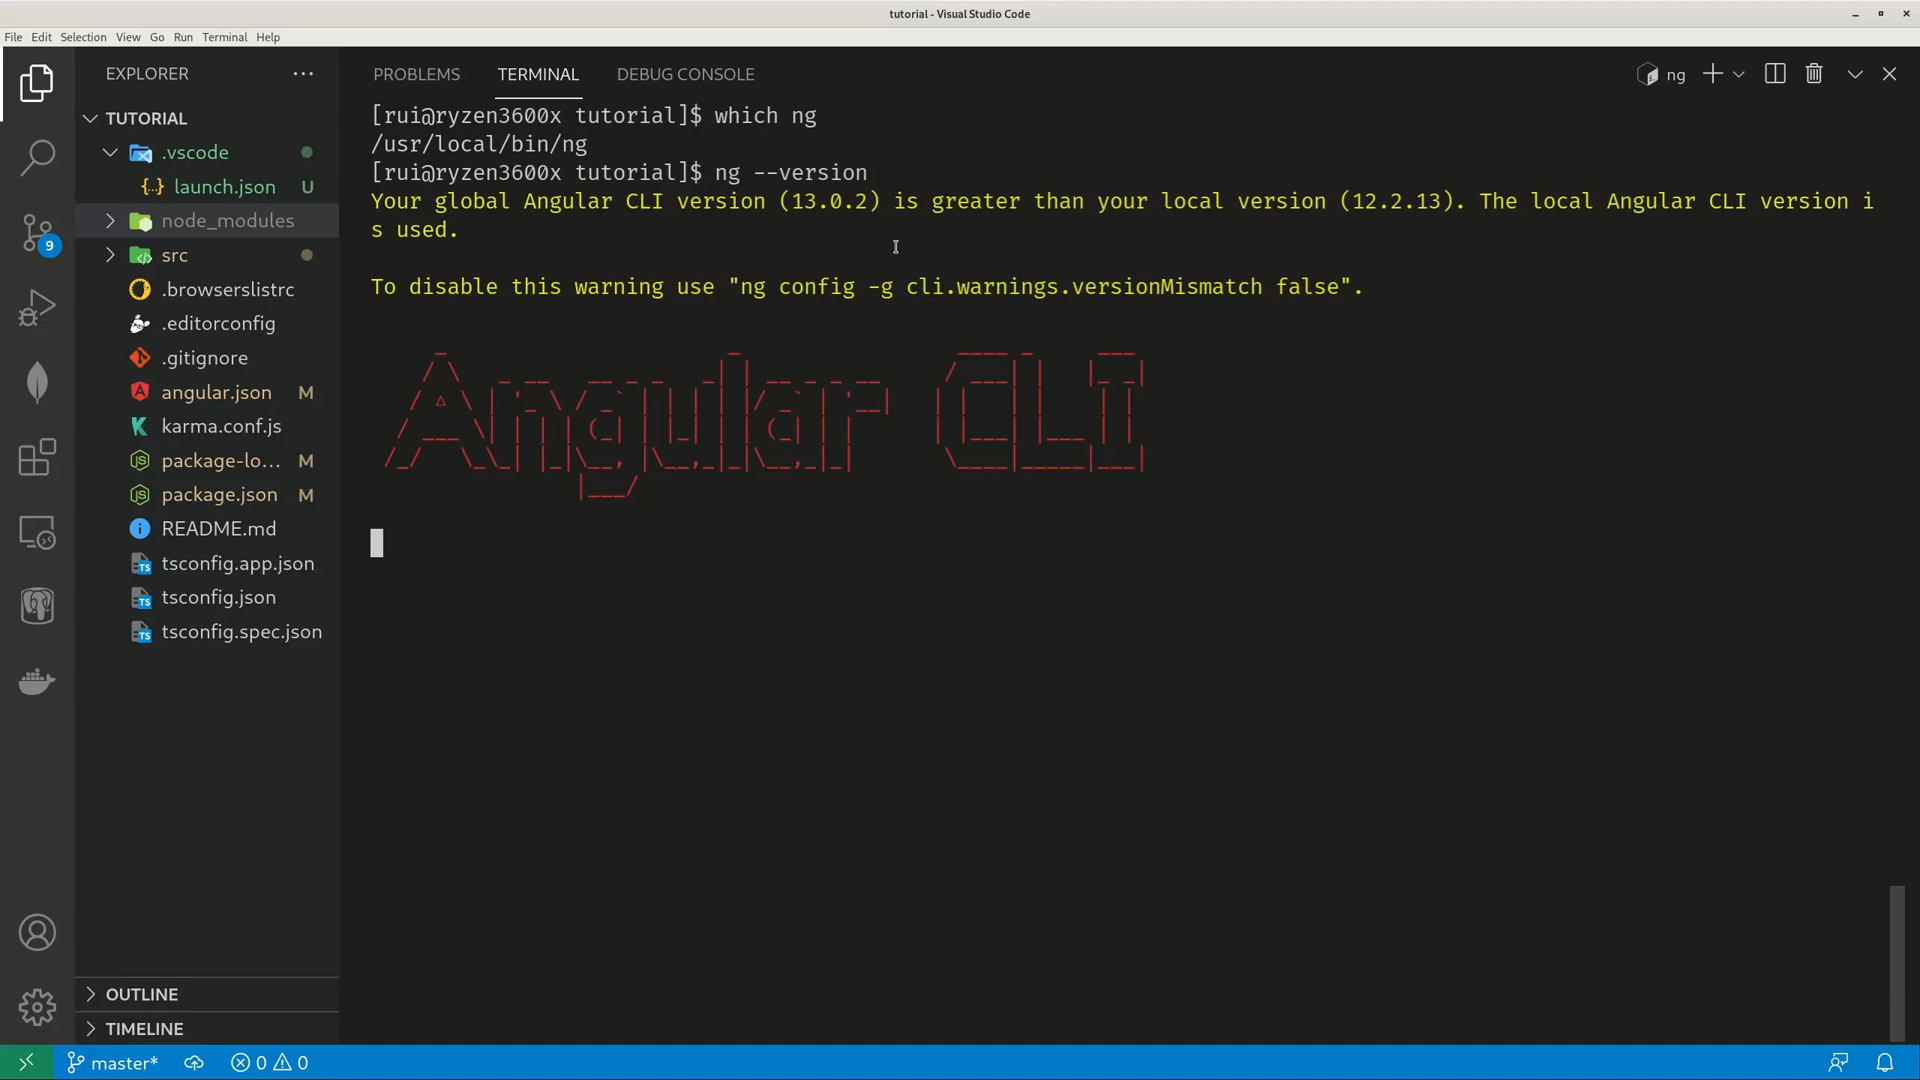 tutorial - Visual Studio Code
File Edit Selection View Go Run Terminal Help
EXPLORER
TUTORIAL
.vscode
launch.json U
node_modules
src
.browserslistrc
.editorconfig
.gitignore
angular.json M
karma.conf.js
package-lo... M
package.json M
README.md
tsconfig.app.json
tsconfig.json
tsconfig.spec.json
OUTLINE
TIMELINE
9
PROBLEMS TERMINAL DEBUG CONSOLE
ng
[rui@ryzen3600x tutorial]$ which ng
/usr/local/bin/ng
[rui@ryzen3600x tutorial]$ ng --version
Your global Angular CLI version (13.0.2) is greater than your local version (12.2.13). The local Angular CLI version i
s used.
To disable this warning use "ng config -g cli.warnings.versionMismatch false".
Angular CLI
master* 0 0